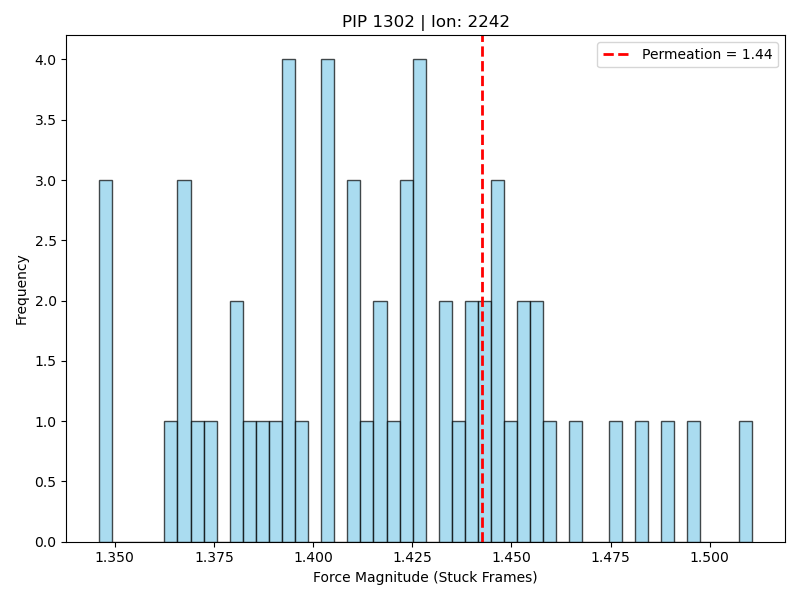 PIP 1302 | Ion: 2242
Permeation = 1.44
Frequency
4.0
3.5
3.0
2.5
2.0
1.5
1.0
0.5
0.0
1.350 1.375 1.400 1.425 1.450 1.475 1.500
Force Magnitude (Stuck Frames)